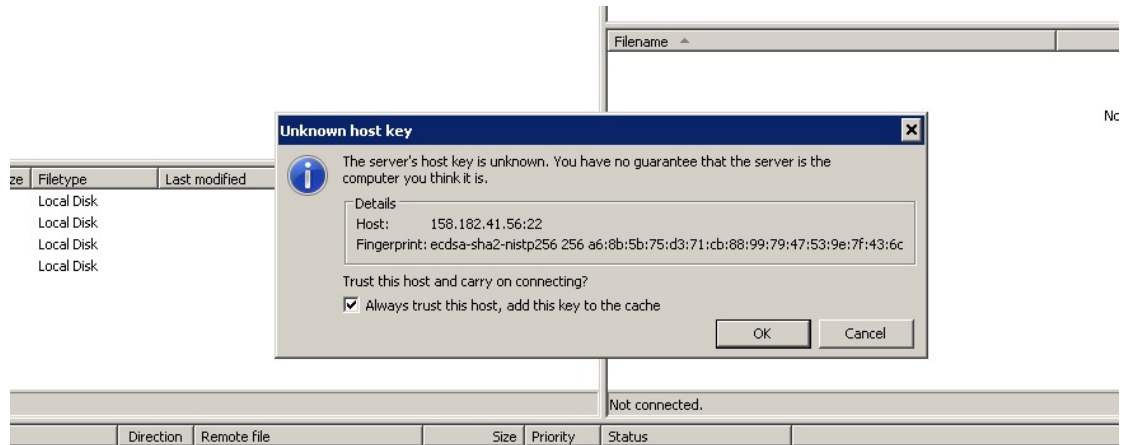 Filename
No
Unknown host key
The server's host key is unknown. You have no guarantee that the server is the
computer you think it is.
Details
Host: 158.182.41.56:22
Fingerprint: ecdsa-sha2-nistp256 256 a6:8b:5b:75:d3:71:cb:88:99:79:47:53:9e:7f:43:6c
Trust this host and carry on connecting?
Always trust this host, add this key to the cache
OK Cancel
ze Filetype Last modified
Local Disk
Local Disk
Local Disk
Local Disk
Not connected.
Direction Remote file Size Priority Status